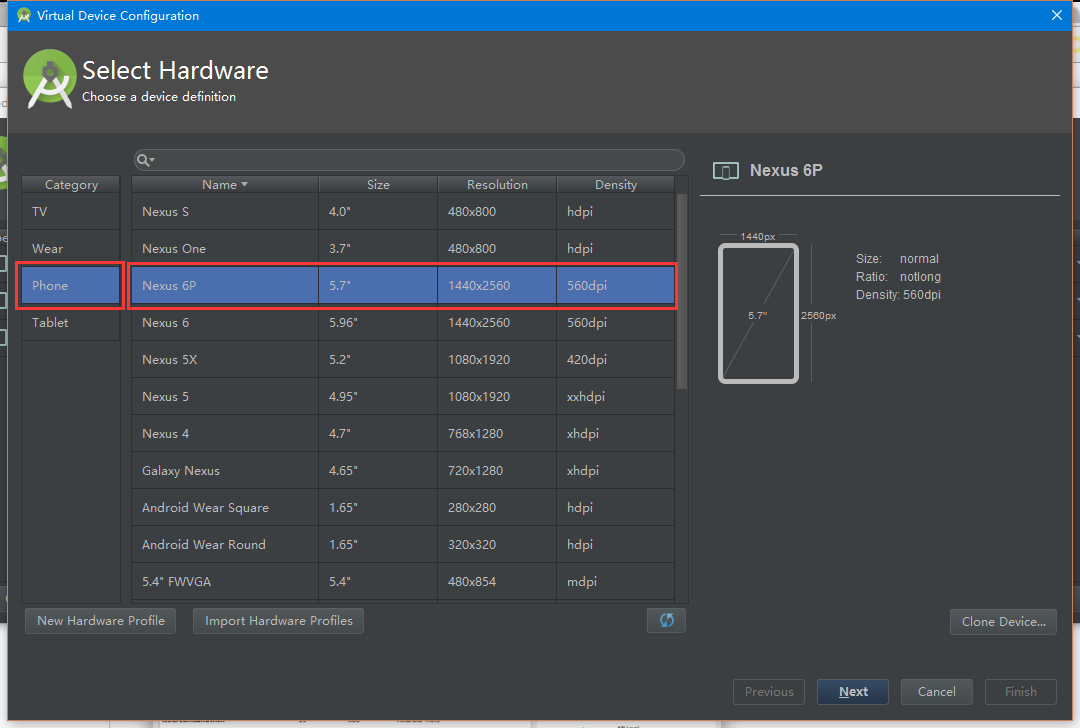 Virtual Device Configuration
Select Hardware
Choose a device definition
Category
TV
Wear
Phone
Tablet
Name Size Resolution Density
Nexus S 4.0" 480x800 hdpi
Nexus One 3.7" 480x800 hdpi
Nexus 6P 5.7" 1440x2560 560dpi
Nexus 6 5.96" 1440x2560 560dpi
Nexus 5X 5.2" 1080x1920 420dpi
Nexus 5 4.95" 1080x1920 xxhdpi
Nexus 4 4.7" 768x1280 xhdpi
Galaxy Nexus 4.65" 720x1280 xhdpi
Android Wear Square 1.65" 280x280 hdpi
Android Wear Round 1.65" 320x320 hdpi
5.4" FWVGA 5.4" 480x854 mdpi
Nexus 6P
1440px
5.7"
2560px
Size: normal
Ratio: notlong
Density: 560dpi
New Hardware Profile Import Hardware Profiles
Clone Device...
Previous Next Cancel Finish